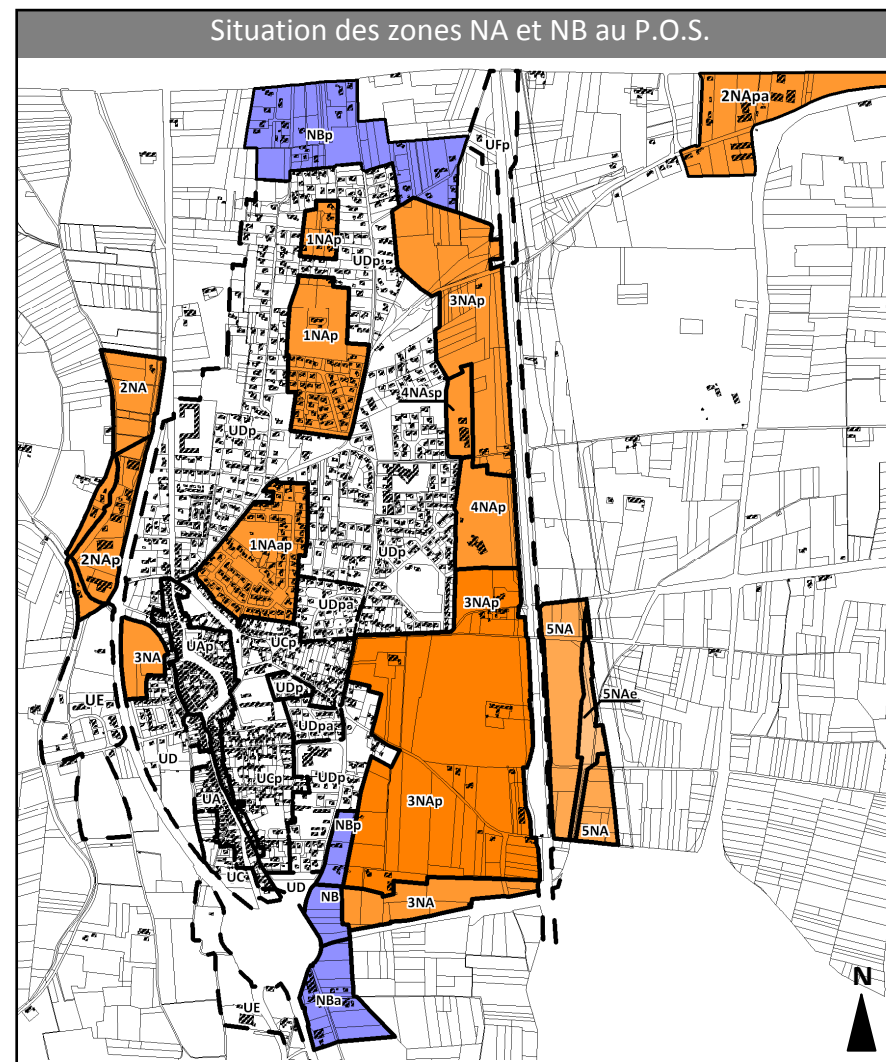 Situation des zones NA et NB au P.O.S.
2NApa
NBp
UFp
1NAp
UDp
3NAp
1NAp
2NA
4NAsp
UDp
4NAp
1NAap
UDp
2NAp
3NAp
UDpa
5NA
UCp
UAp
3NA
UDp
5NAe
UE
UDpa
UD
UCp
UDp
UA
3NAp
NBp
5NA
UC
UD
NB
3NA
N
NBa
UE